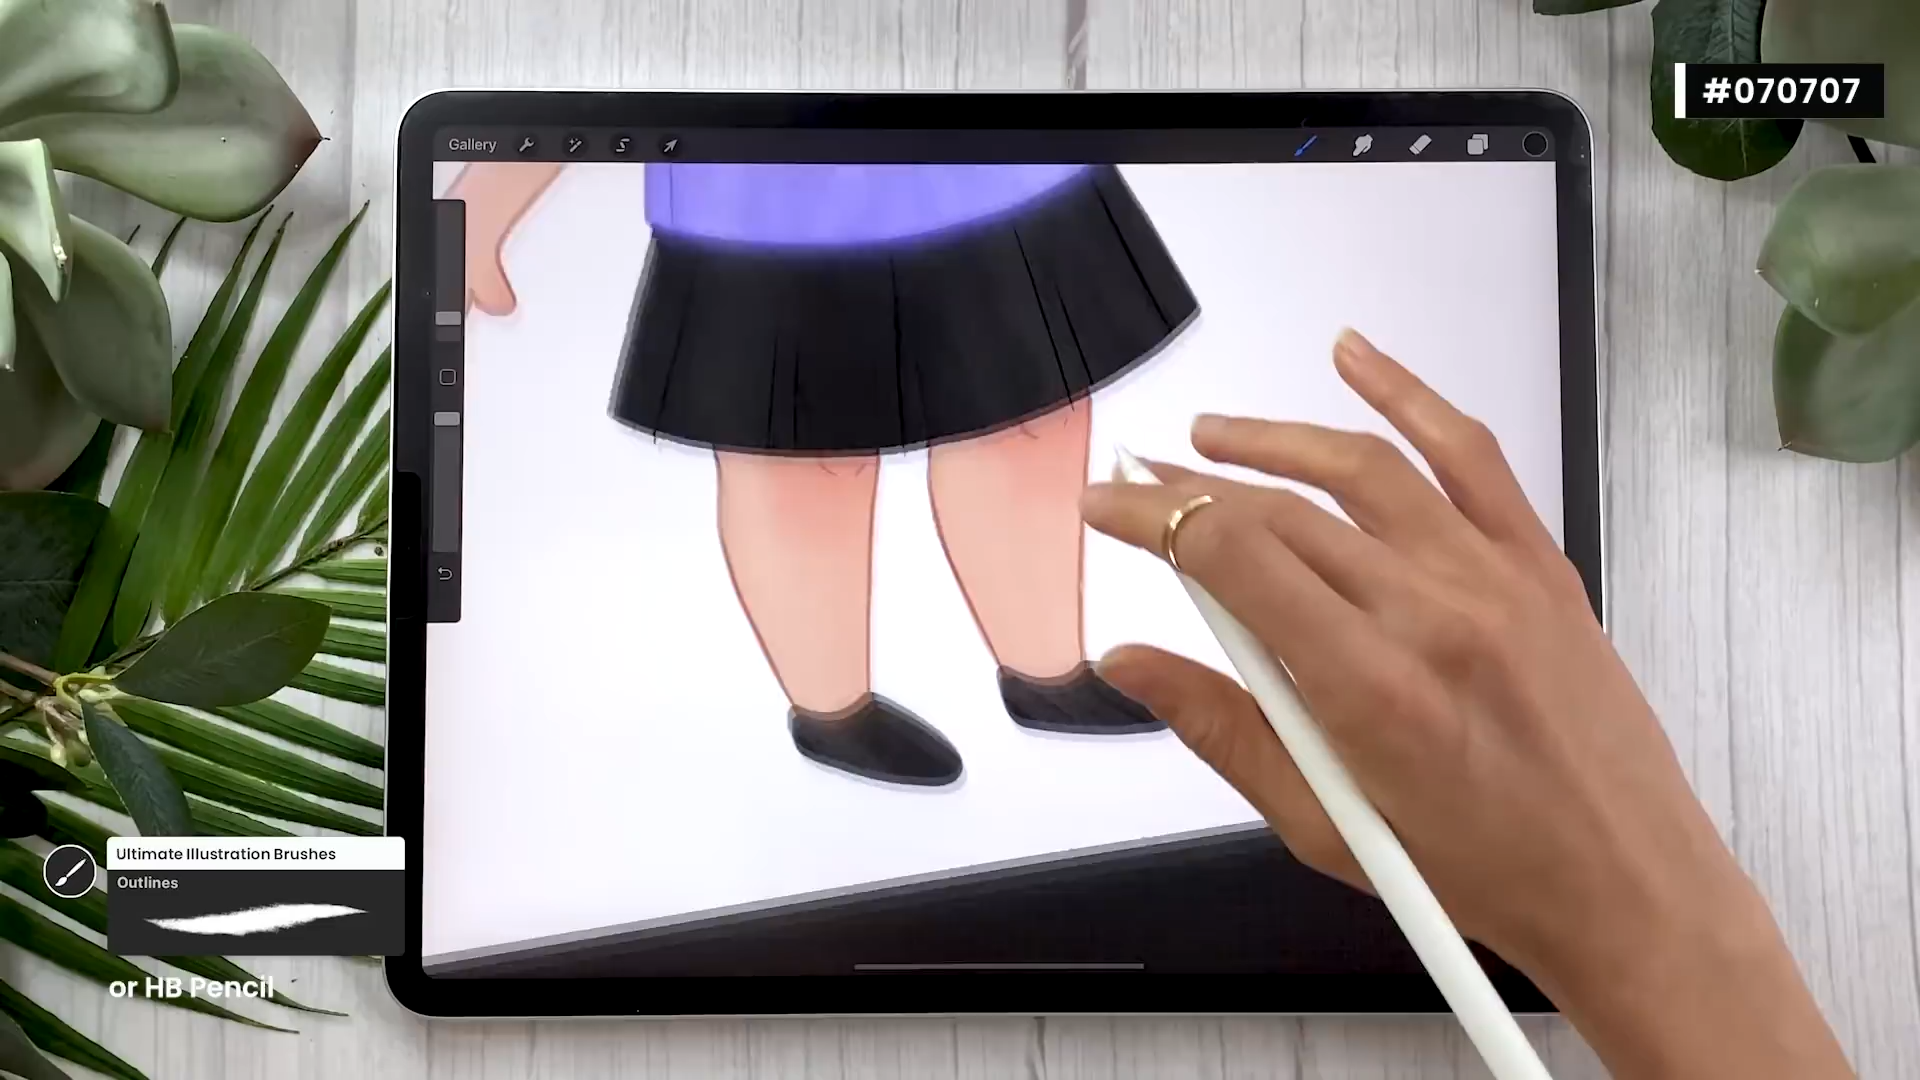 #070707
Gallery
Ultimate Illustration Brushes
Outlines
or HB Pencil